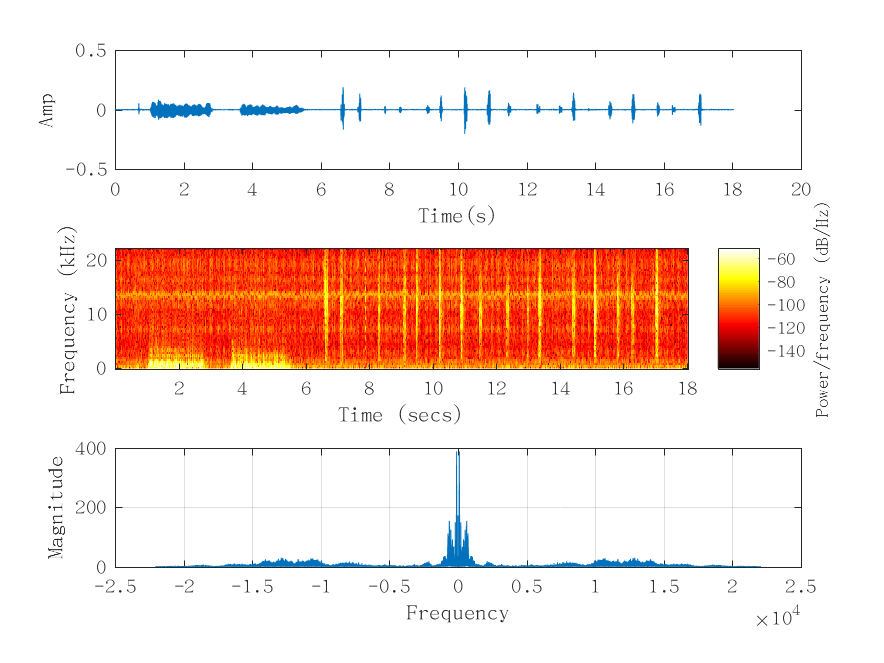 0.5
0
-0.5
Amp
0 2 4 6 8 10 12 14 16 18 20
Time(s)
20
10
0
Frequency (kHz)
2 4 6 8 10 12 14 16 18
Time (secs)
-60
-80
-100
-120
-140
Power/frequency (dB/Hz)
400
200
0
Magnitude
-2.5 -2 -1.5 -1 -0.5 0 0.5 1 1.5 2 2.5
Frequency
×10⁴